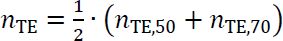 n_TE = 1/2 · (n_TE,50 + n_TE,70)